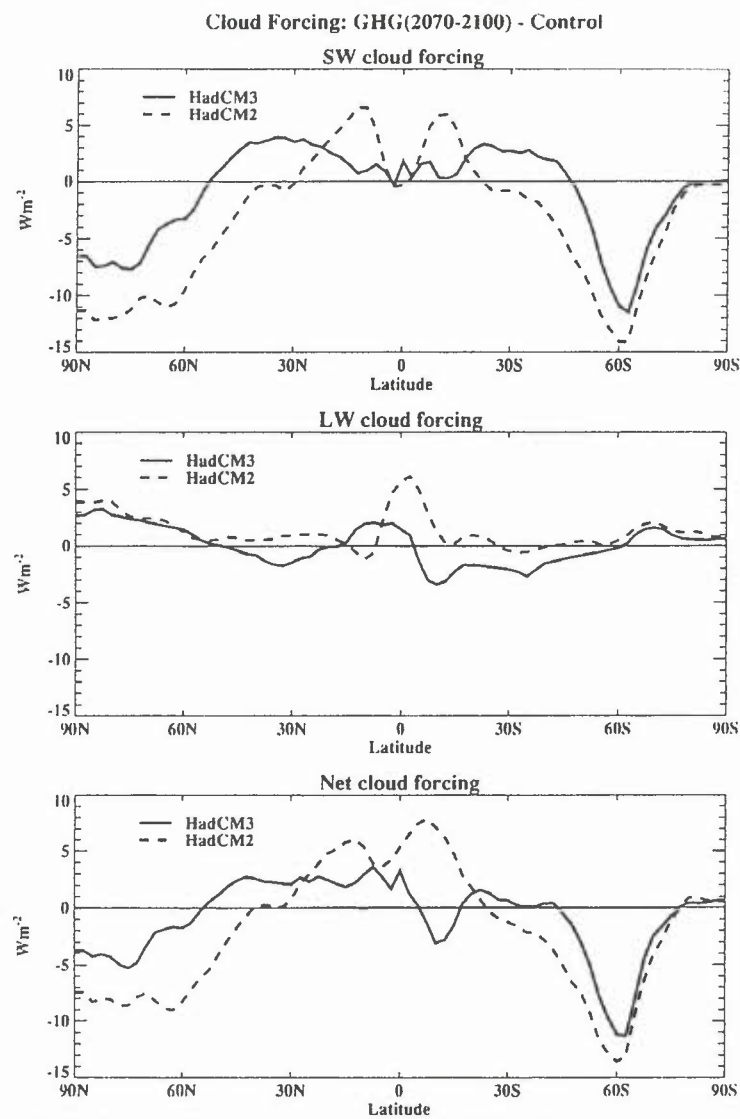 Cloud Forcing: GHG(2070-2100) - Control
SW cloud forcing
HadCM3
HadCM2
10
5
0
-5
-10
-15
Wm-2
90N 60N 30N 0 30S 60S 90S
Latitude
LW cloud forcing
HadCM3
HadCM2
10
5
0
-5
-10
-15
Wm-2
90N 60N 30N 0 30S 60S 90S
Latitude
Net cloud forcing
HadCM3
HadCM2
10
5
0
-5
-10
-15
Wm-2
90N 60N 30N 0 30S 60S 90S
Latitude